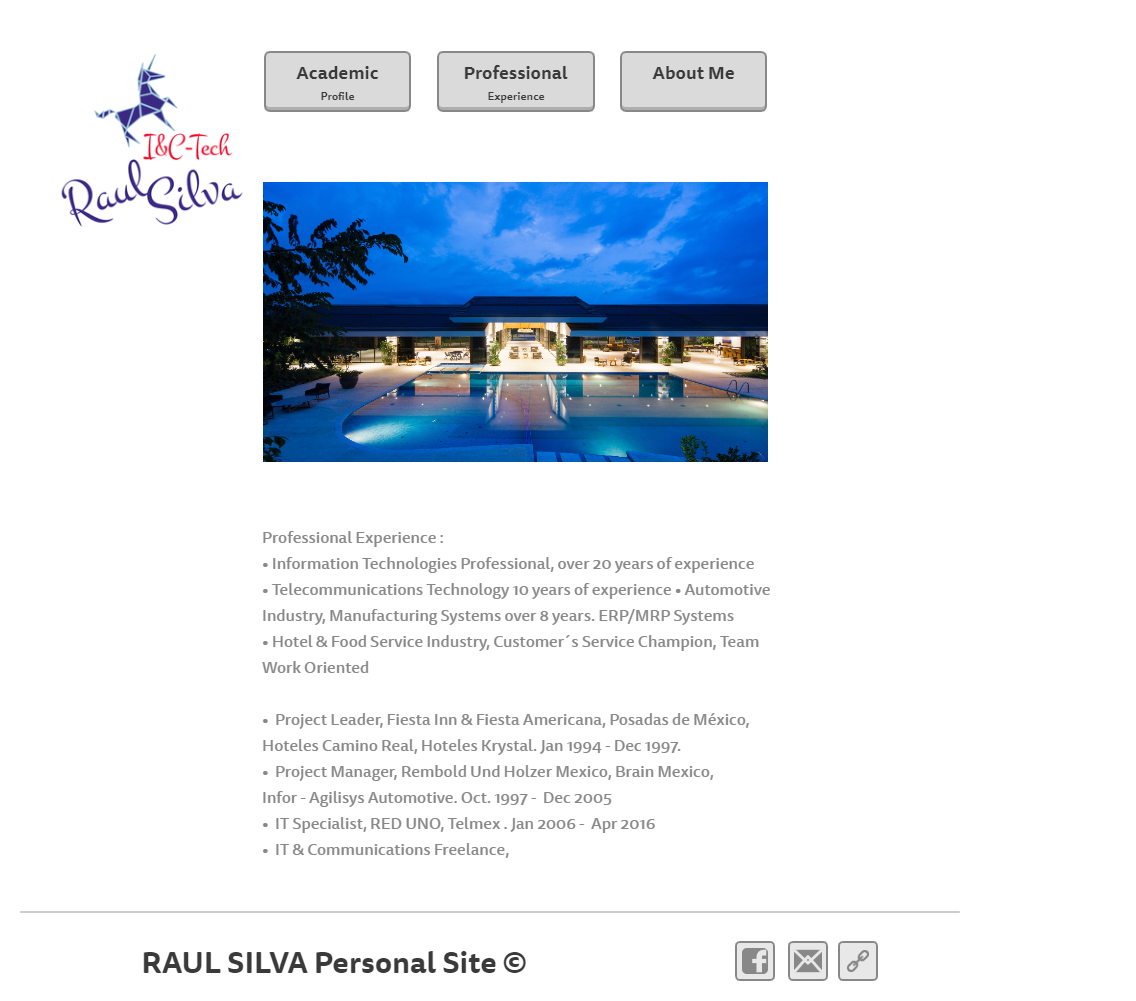 I&C-Tech
Raul Silva
Academic
Profile
Professional
Experience
About Me
Professional Experience :
• Information Technologies Professional, over 20 years of experience
• Telecommunications Technology 10 years of experience • Automotive
Industry, Manufacturing Systems over 8 years. ERP/MRP Systems
• Hotel & Food Service Industry, Customer´s Service Champion, Team
Work Oriented
•  Project Leader, Fiesta Inn & Fiesta Americana, Posadas de México,
Hoteles Camino Real, Hoteles Krystal. Jan 1994 - Dec 1997.
•  Project Manager, Rembold Und Holzer Mexico, Brain Mexico,
Infor - Agilisys Automotive. Oct. 1997 -  Dec 2005
•  IT Specialist, RED UNO, Telmex . Jan 2006 -  Apr 2016
•  IT & Communications Freelance,
RAUL SILVA Personal Site ©